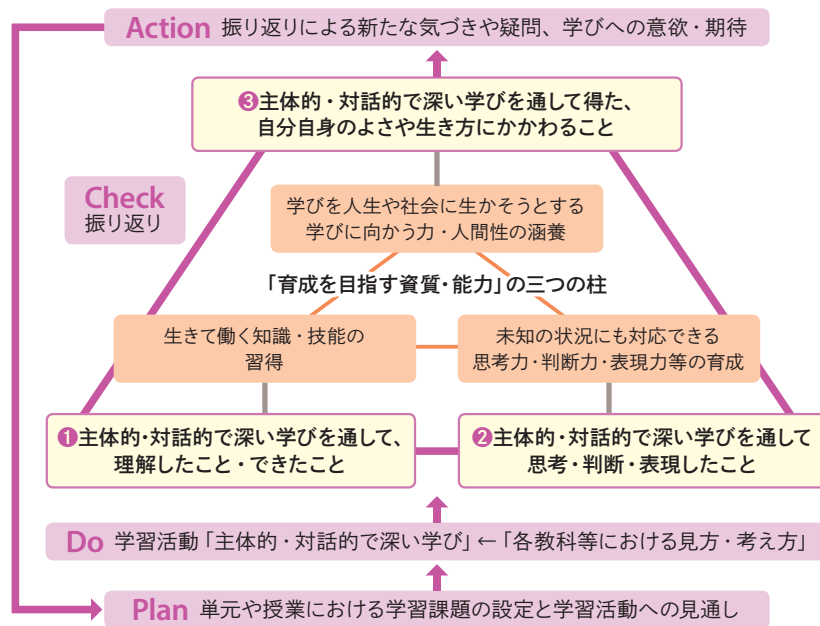 Action 振り返りによる新たな気づきや疑問、学びへの意欲・期待
❸主体的・対話的で深い学びを通して得た、
自分自身のよさや生き方にかかわること
Check
振り返り
学びを人生や社会に生かそうとする
学びに向かう力・人間性の涵養
「育成を目指す資質・能力」の三つの柱
生きて働く知識・技能の
習得
未知の状況にも対応できる
思考力・判断力・表現力等の育成
❶主体的・対話的で深い学びを通して、
理解したこと・できたこと
❷主体的・対話的で深い学びを通して
思考・判断・表現したこと
Do 学習活動「主体的・対話的で深い学び」←「各教科等における見方・考え方」
Plan 単元や授業における学習課題の設定と学習活動への見通し